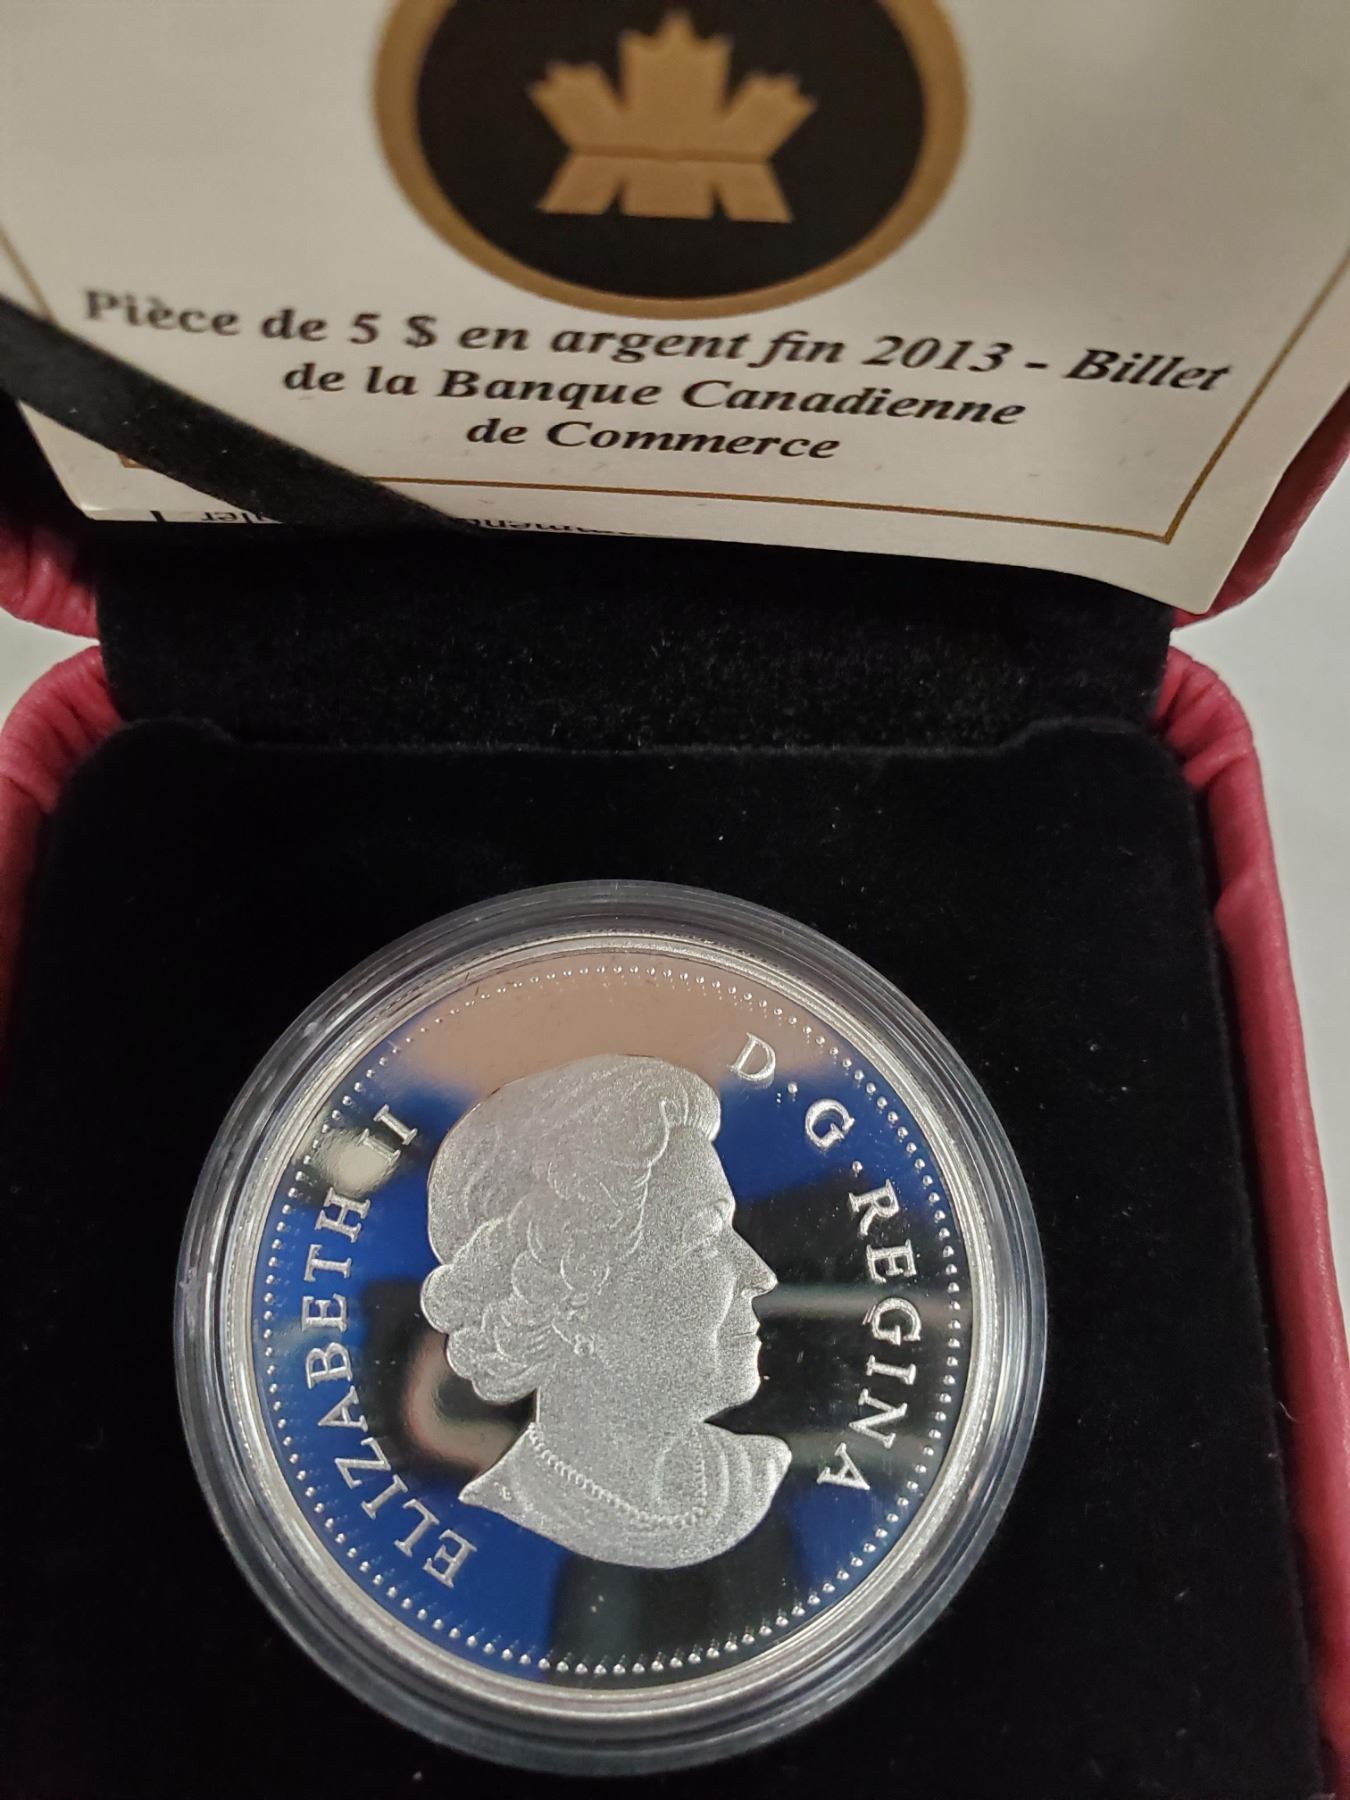 Pièce de 5 $ en argent fin 2013 - Billet
de la Banque Canadienne
de Commerce
ELIZABETH II D. G. REGINA